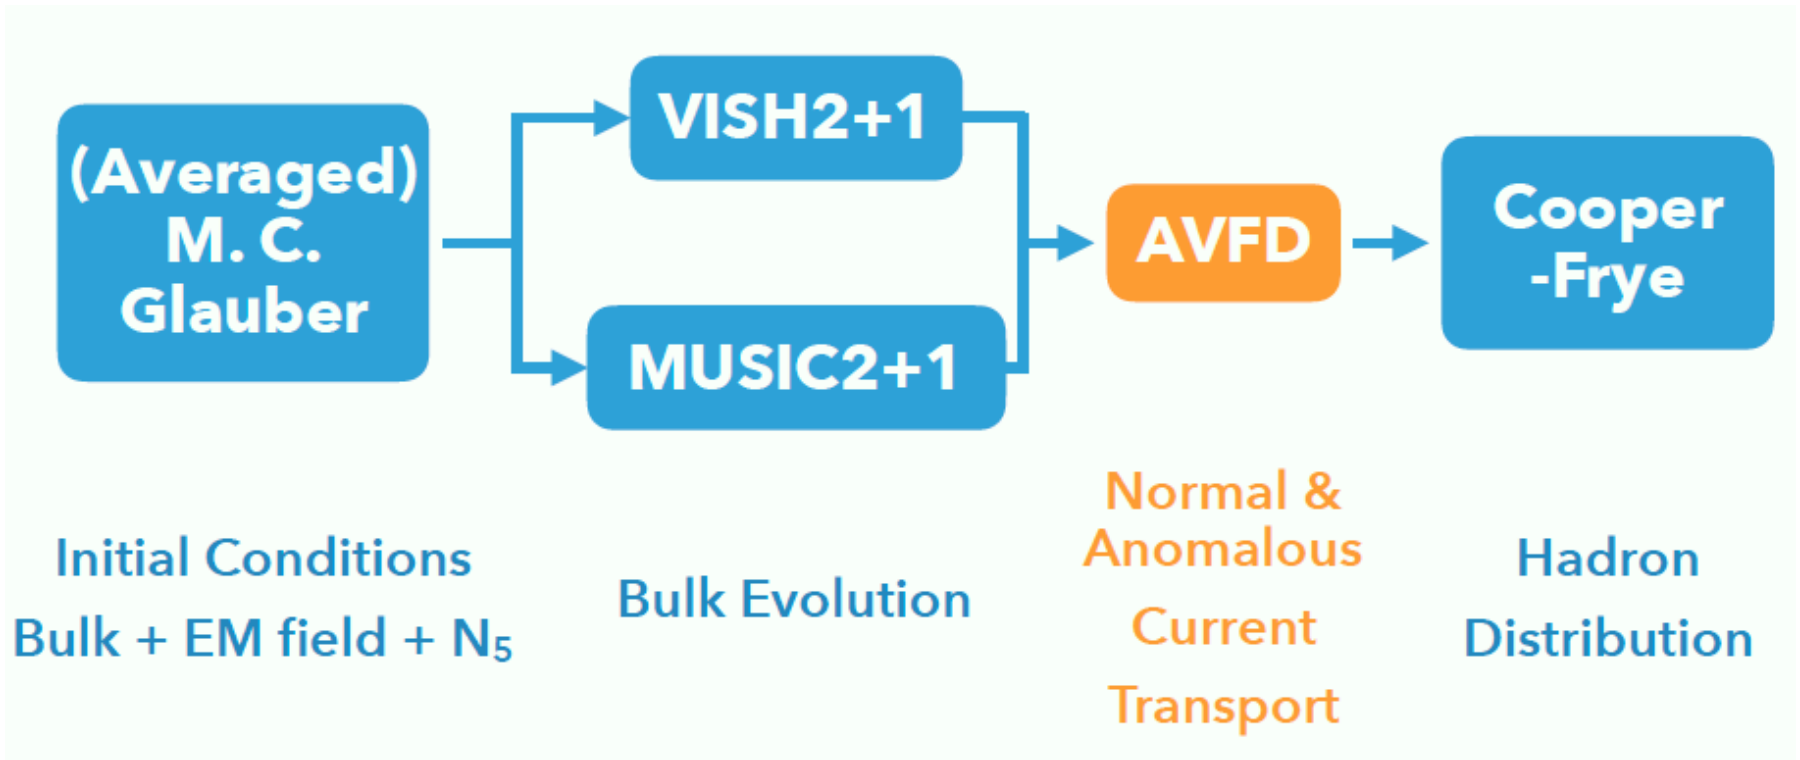 (Averaged)
M. C.
Glauber
VISH2+1
MUSIC2+1
AVFD
Cooper
-Frye
Initial Conditions
Bulk + EM field + N₅
Bulk Evolution
Normal &
Anomalous
Current
Transport
Hadron
Distribution